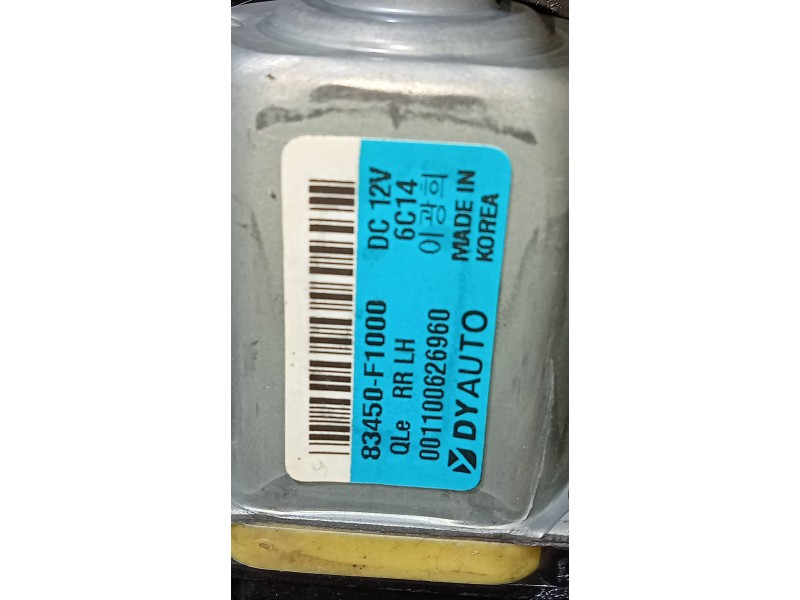 83450-F1000 DC 12V
QLe RR LH 6C14
001100626960 이광희
DYAUTO MADE IN
KOREA